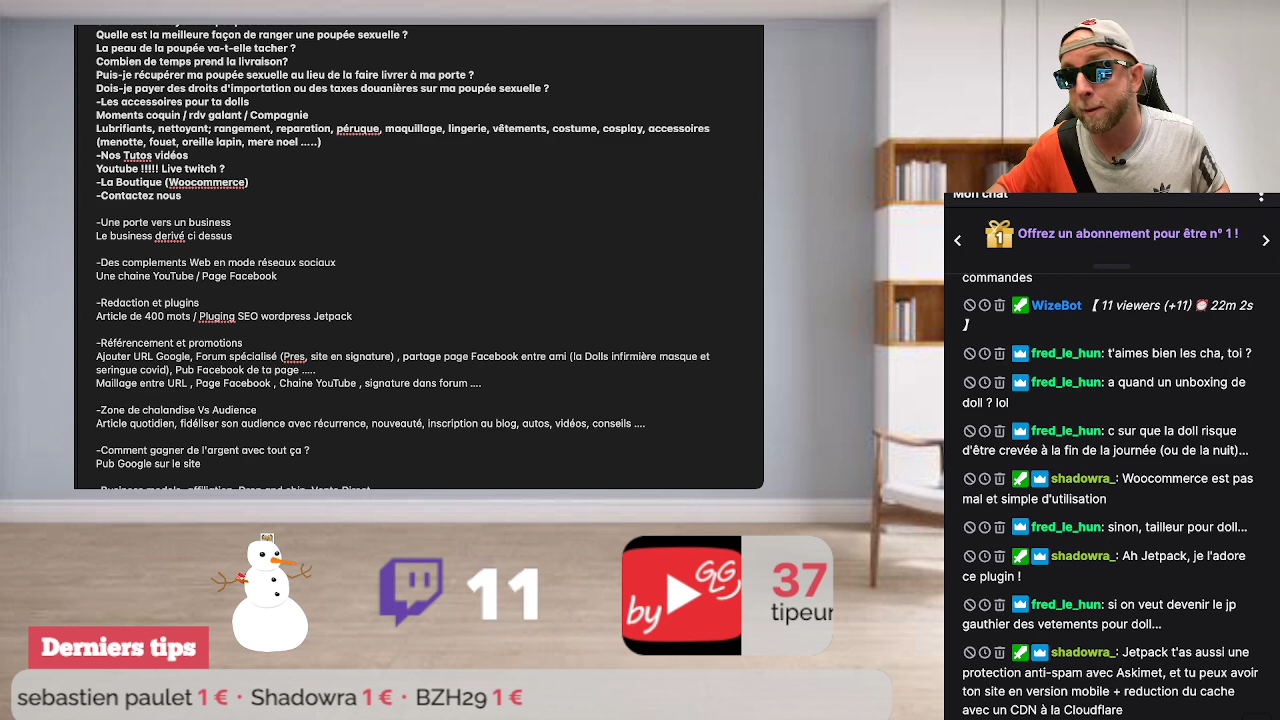 Quelle est la meilleure façon de ranger une poupée sexuelle ?
La peau de la poupée va-t-elle tacher ?
Combien de temps prend la livraison?
Puis-je récupérer ma poupée sexuelle au lieu de la faire livrer à ma porte ?
Dois-je payer des droits d'importation ou des taxes douanières sur ma poupée sexuelle ?
-Les accessoires pour ta dolls
Moments coquin / rdv galant / Compagnie
Lubrifiants, nettoyant; rangement, reparation, péruque, maquillage, lingerie, vêtements, costume, cosplay, accessoires
(menotte, fouet, oreille lapin, mere noel .....)
-Nos Tutos vidéos
Youtube !!!!! Live twitch ?
-La Boutique (Woocommerce)
-Contactez nous
-Une porte vers un business
Le business derivé ci dessus
-Des complements Web en mode réseaux sociaux
Une chaine YouTube / Page Facebook
-Redaction et plugins
Article de 400 mots / Pluging SEO wordpress Jetpack
-Référencement et promotions
Ajouter URL Google, Forum spécialisé (Pres, site en signature) , partage page Facebook entre ami (la Dolls infirmière masque et
seringue covid), Pub Facebook de ta page .....
Maillage entre URL , Page Facebook , Chaine YouTube , signature dans forum ....
-Zone de chalandise Vs Audience
Article quotidien, fidéliser son audience avec récurrence, nouveauté, inscription au blog, autos, vidéos, conseils ....
-Comment gagner de l'argent avec tout ça ?
Pub Google sur le site
Mon chat
1
Offrez un abonnement pour être n° 1 !
commandes
WizeBot 【 11 viewers (+11) ⏰ 22m 2s
】
fred_le_hun: t'aimes bien les cha, toi ?
fred_le_hun: a quand un unboxing de
doll ? lol
fred_le_hun: c sur que la doll risque
d'être crevée à la fin de la journée (ou de la nuit)...
shadowra_: Woocommerce est pas
mal et simple d'utilisation
fred_le_hun: sinon, tailleur pour doll...
shadowra_: Ah Jetpack, je l'adore
ce plugin !
fred_le_hun: si on veut devenir le jp
gauthier des vetements pour doll...
shadowra_: Jetpack t'as aussi une
protection anti-spam avec Askimet, et tu peux avoir
ton site en version mobile + reduction du cache
avec un CDN à la Cloudflare
11
by
GG
37
tipeur
Derniers tips
sebastien paulet 1 € · Shadowra 1 € · BZH29 1 €